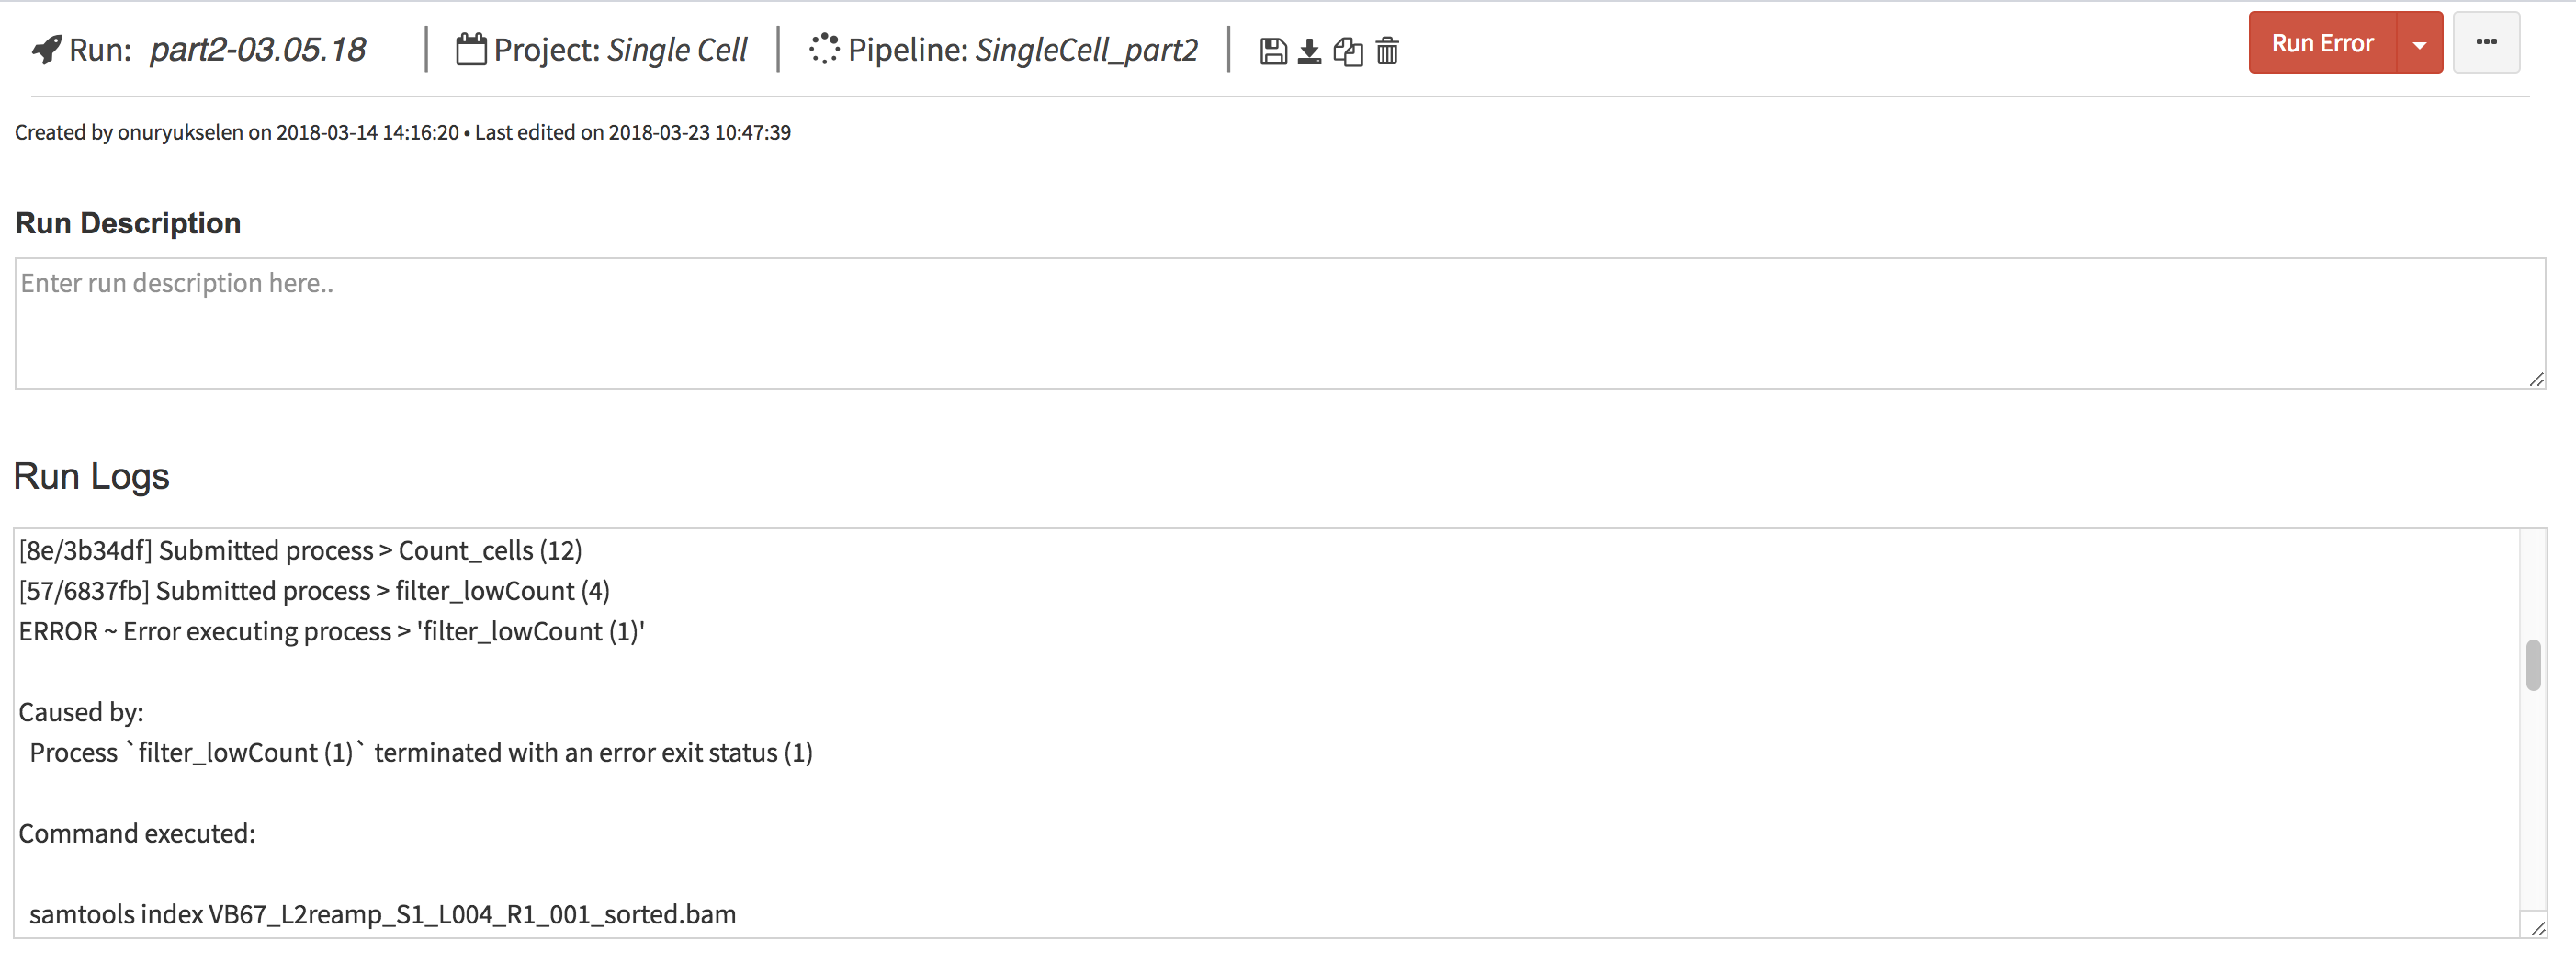 Run: part2-03.05.18 Project: Single Cell Pipeline: SingleCell_part2 Run Error
Created by onuryukselen on 2018-03-14 14:16:20 • Last edited on 2018-03-23 10:47:39
Run Description
Enter run description here..
Run Logs
[8e/3b34df] Submitted process > Count_cells (12)
[57/6837fb] Submitted process > filter_lowCount (4)
ERROR ~ Error executing process > 'filter_lowCount (1)'
Caused by:
Process `filter_lowCount (1)` terminated with an error exit status (1)
Command executed:
samtools index VB67_L2reamp_S1_L004_R1_001_sorted.bam